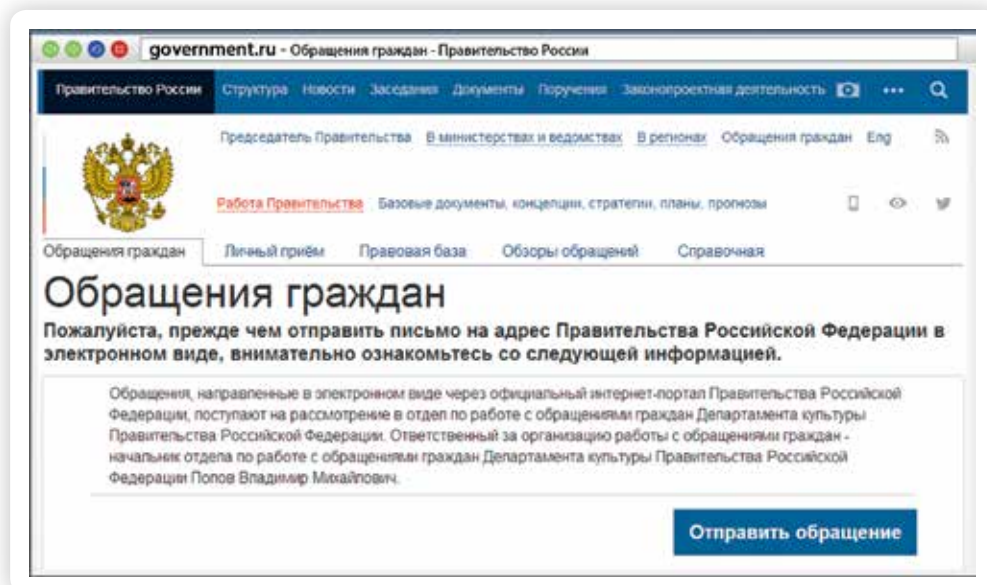 government.ru - Обращения граждан - Правительство России
Правительство России Структура Новости Заседания Документы Поручения Законопроектная деятельность
Председатель Правительства В министерствах и ведомствах В регионах Обращения граждан Eng
Работа Правительства Базовые документы, концепции, стратегии, планы, прогнозы
Обращения граждан Личный приём Правовая база Обзоры обращений Справочная
Обращения граждан
Пожалуйста, прежде чем отправить письмо на адрес Правительства Российской Федерации в
электронном виде, внимательно ознакомьтесь со следующей информацией.
Обращения, направленные в электронном виде через официальный интернет-портал Правительства Российской
Федерации, поступают на рассмотрение в отдел по работе с обращениями граждан Департамента культуры
Правительства Российской Федерации. Ответственный за организацию работы с обращениями граждан -
начальник отдела по работе с обращениями граждан Департамента культуры Правительства Российской
Федерации Попов Владимир Михайлович.
Отправить обращение